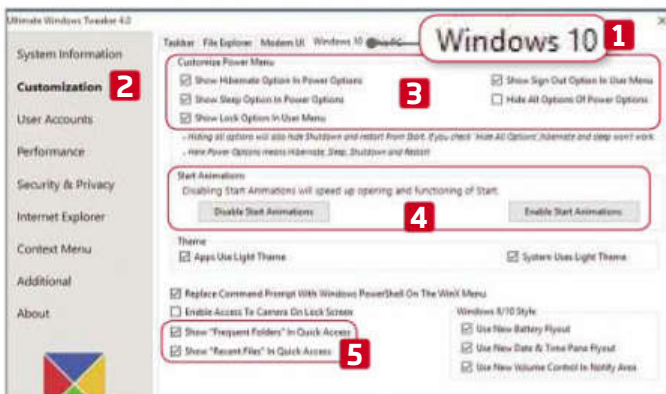 Ultimate Windows Tweaker 4.0
Taskbar File Explorer Modern UI Windows 10
Windows 10
1
System Information
Customization
2
User Accounts
Performance
Security & Privacy
Internet Explorer
Context Menu
Additional
About
Customise Power Menu
Show Hibernate Option In Power Options
Show Sign Out Option In User Menu
Show Sleep Option In Power Options
3
Hide All Options Of Power Options
Show Lock Option In User Menu
- Hiding all options will also hide Shutdown and restart From Start. If you check 'Hide All Options', hibernate and sleep won't work.
- Here Power Options means Hibernate, Sleep, Shutdown and Restart
Start Animations
Disabling Start Animations will speed up opening and functioning of Start.
Disable Start Animations
4
Enable Start Animations
Theme
Apps Use Light Theme
System Uses Light Theme
Replace Command Prompt With Windows PowerShell On The WinX Menu
Enable Access To Camera On Lock Screen
Windows 8/10 Style
Show "Frequent Folders" In Quick Access
Use New Battery Flyout
Show "Recent Files" In Quick Access
5
Use New Date & Time Pane Flyout
Use New Volume Control In Notify Area